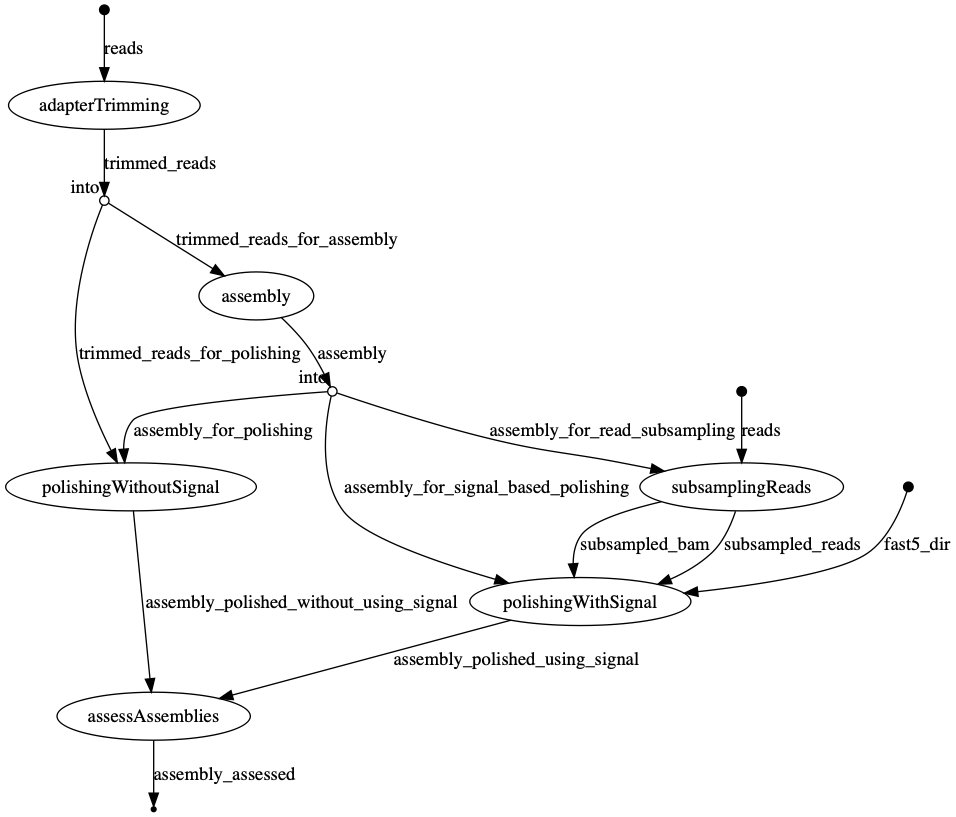 reads
adapterTrimming
trimmed_reads
into
trimmed_reads_for_assembly
assembly
trimmed_reads_for_polishing
assembly
into
assembly_for_polishing
assembly_for_read_subsampling
reads
polishingWithoutSignal
assembly_for_signal_based_polishing
subsamplingReads
subsampled_bam
subsampled_reads
fast5_dir
assembly_polished_without_using_signal
polishingWithSignal
assembly_polished_using_signal
assessAssemblies
assembly_assessed